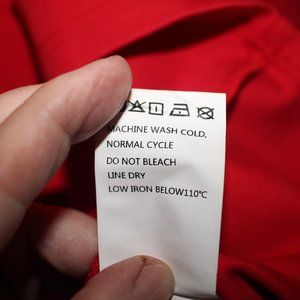 MACHINE WASH COLD,
NORMAL CYCLE
DO NOT BLEACH
LINE DRY
LOW IRON BELOW110℃